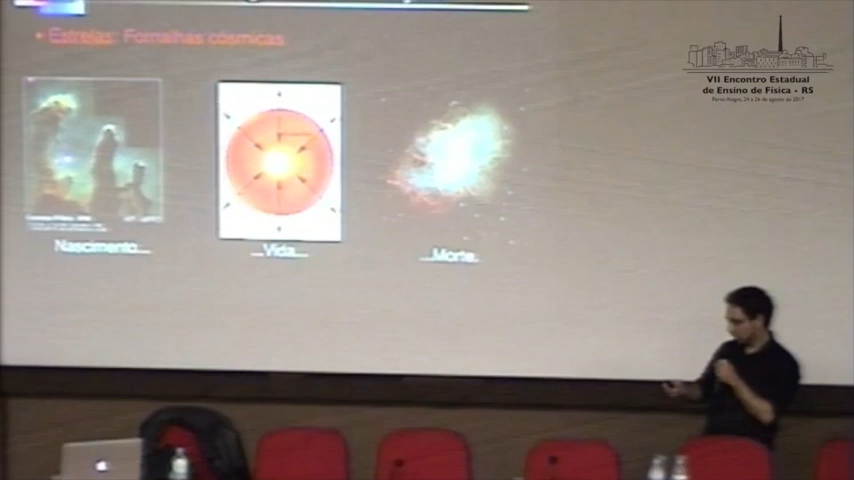 • Estrelas: Fornalhas cósmicas
Nascimento...
...Vida...
...Morte.
VII Encontro Estadual
de Ensino de Física - RS
Porto Alegre, 24 a 26 de agosto de 2017